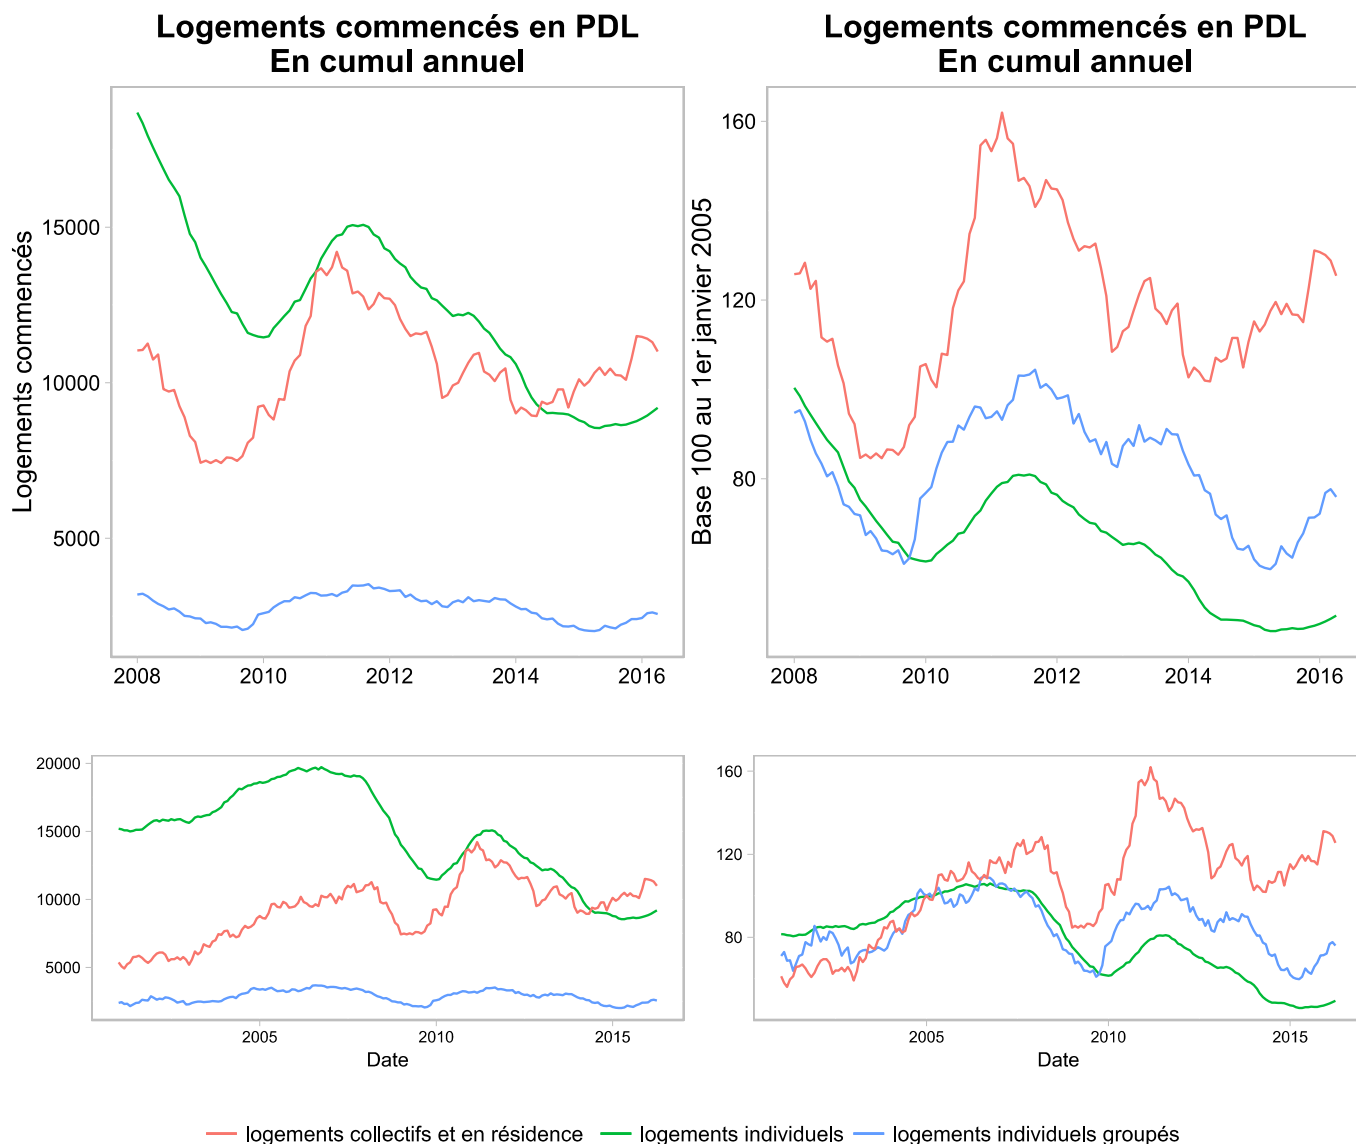 Logements commencés en PDL
En cumul annuel
Logements commencés
15000
10000
5000
2008 2010 2012 2014 2016
Logements commencés en PDL
En cumul annuel
Base 100 au 1er janvier 2005
160
120
80
2008 2010 2012 2014 2016
20000
15000
10000
5000
2005 2010 2015
Date
160
120
80
2005 2010 2015
Date
logements collectifs et en résidence logements individuels logements individuels groupés